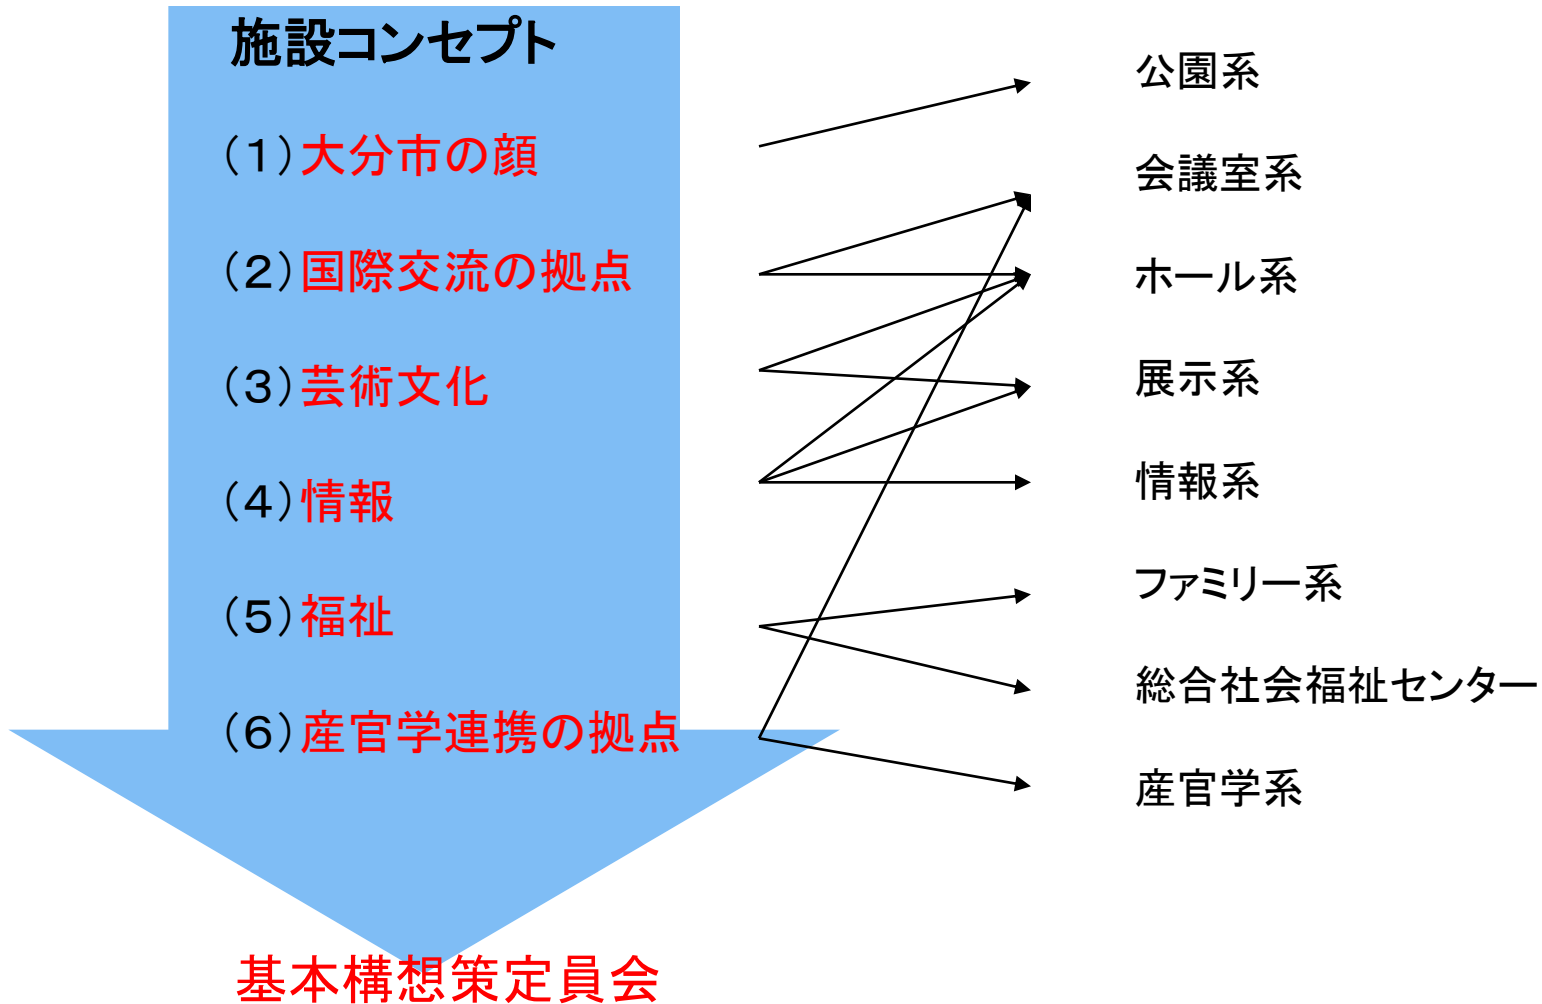 施設コンセプト
（１）大分市の顔
（２）国際交流の拠点
（３）芸術文化
（４）情報
（５）福祉
（６）産官学連携の拠点
基本構想策定員会
公園系
会議室系
ホール系
展示系
情報系
ファミリー系
総合社会福祉センター
産官学系